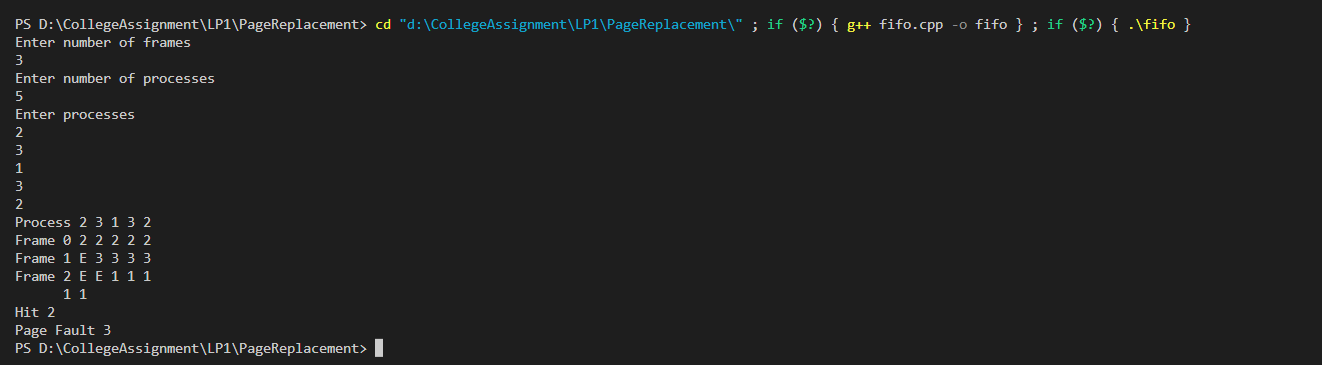 PS D:\CollegeAssignment\LP1\PageReplacement> cd "d:\CollegeAssignment\LP1\PageReplacement\" ; if ($?) { g++ fifo.cpp -o fifo } ; if ($?) { .\fifo }
Enter number of frames
3
Enter number of processes
5
Enter processes
2
3
1
3
2
Process 2 3 1 3 2
Frame 0 2 2 2 2 2
Frame 1 E 3 3 3 3
Frame 2 E E 1 1 1
      1 1
Hit 2
Page Fault 3
PS D:\CollegeAssignment\LP1\PageReplacement>